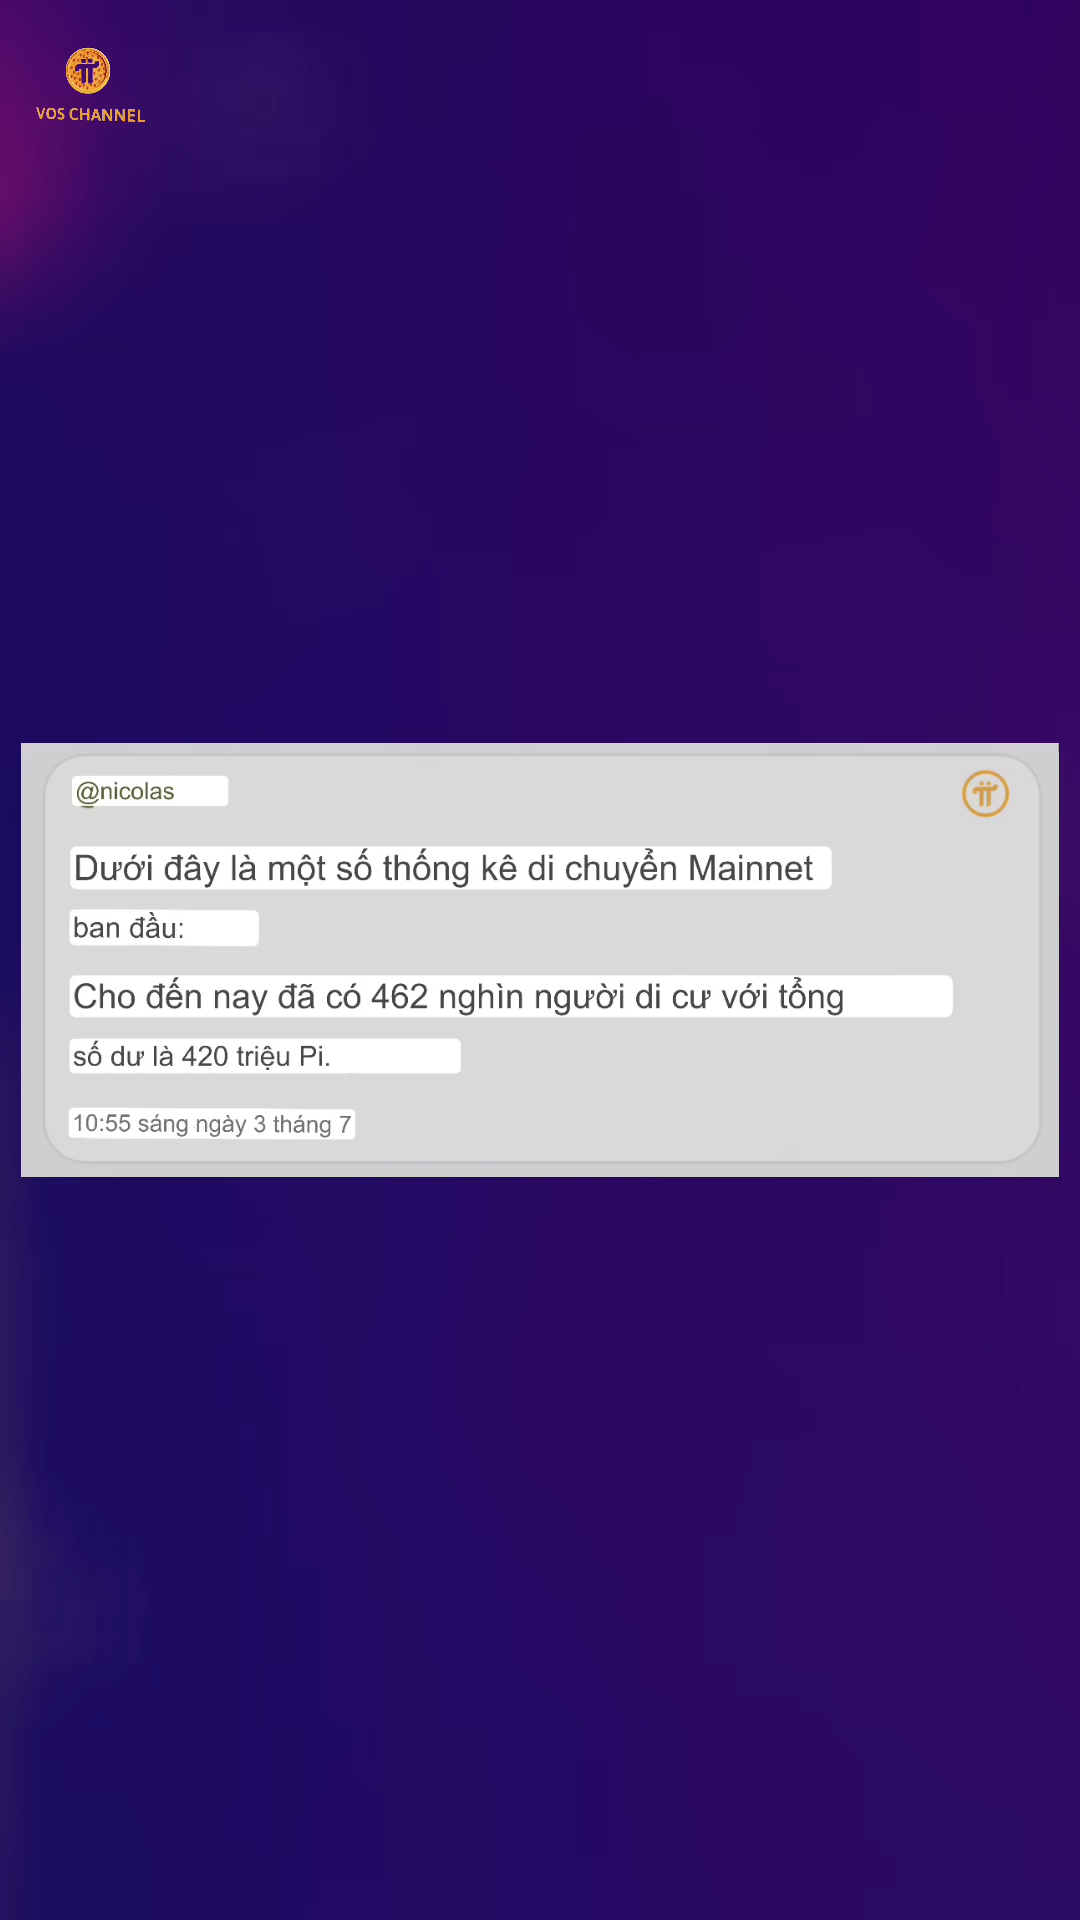 VOS CHANNEL
@nicolas
Dưới đây là một số thống kê di chuyển Mainnet
ban đầu:
Cho đến nay đã có 462 nghìn người di cư với tổng
số dư là 420 triệu Pi.
10:55 sáng ngày 3 tháng 7